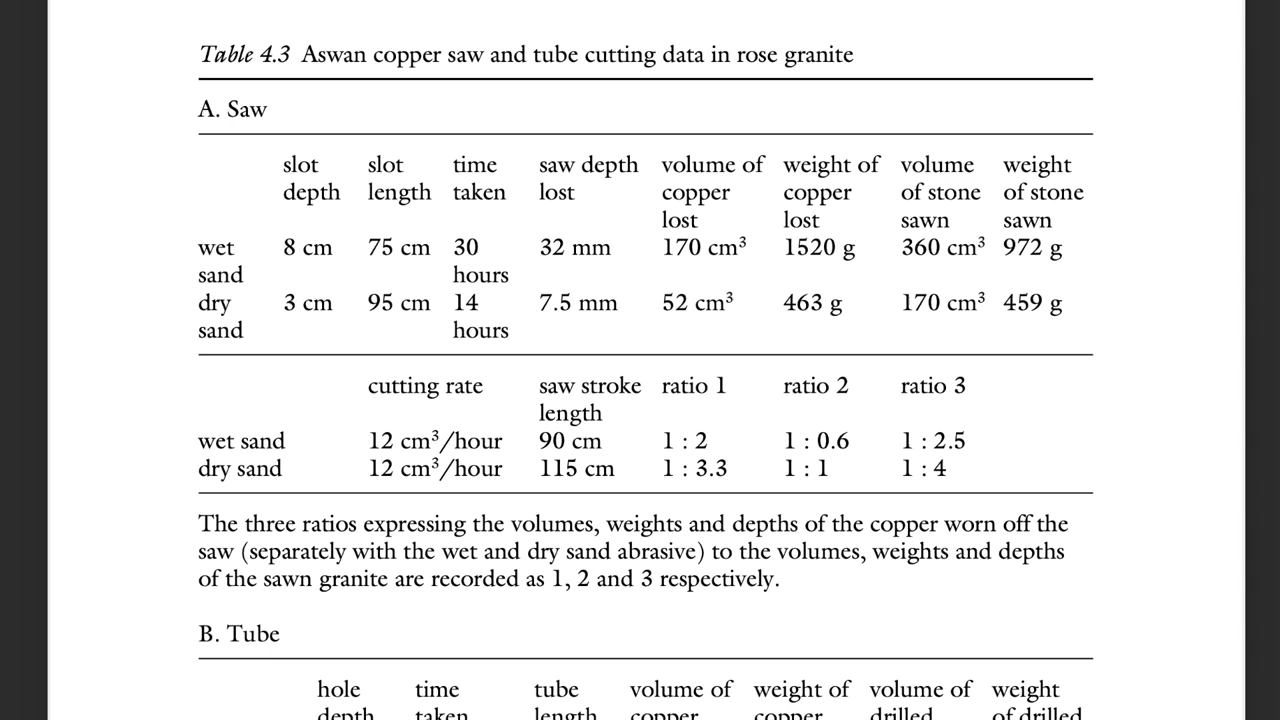 Table 4.3 Aswan copper saw and tube cutting data in rose granite
A. Saw
slot slot time saw depth volume of weight of volume weight
depth length taken lost copper copper of stone of stone
lost lost sawn sawn
wet 8 cm 75 cm 30 32 mm 170 cm³ 1520 g 360 cm³ 972 g
sand hours
dry 3 cm 95 cm 14 7.5 mm 52 cm³ 463 g 170 cm³ 459 g
sand hours
cutting rate saw stroke ratio 1 ratio 2 ratio 3
length
wet sand 12 cm³/hour 90 cm 1 : 2 1 : 0.6 1 : 2.5
dry sand 12 cm³/hour 115 cm 1 : 3.3 1 : 1 1 : 4
The three ratios expressing the volumes, weights and depths of the copper worn off the
saw (separately with the wet and dry sand abrasive) to the volumes, weights and depths
of the sawn granite are recorded as 1, 2 and 3 respectively.
B. Tube
hole time tube volume of weight of volume of weight
depth taken length copper copper drilled of drilled